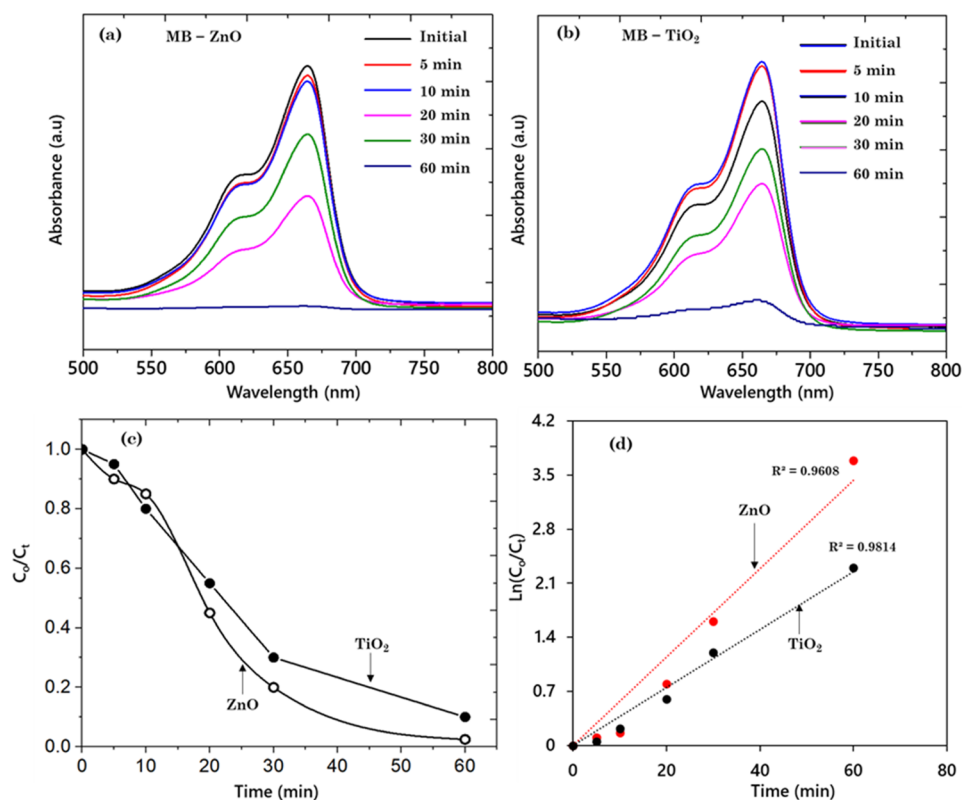 (a) MB – ZnO
Initial
5 min
10 min
20 min
30 min
60 min
Absorbance (a.u)
500 550 600 650 700 750 800
Wavelength (nm)
(b) MB – TiO₂
Initial
5 min
10 min
20 min
30 min
60 min
Absorbance (a.u)
500 550 600 650 700 750 800
Wavelength (nm)
(c)
1.0
0.8
0.6
0.4
0.2
0.0
C₀/Cₜ
TiO₂
ZnO
0 10 20 30 40 50 60
Time (min)
(d)
4.2
3.5
2.8
2.1
1.4
0.7
0
Ln(C₀/Cₜ)
R² = 0.9608
ZnO
R² = 0.9814
TiO₂
0 20 40 60 80
Time (min)